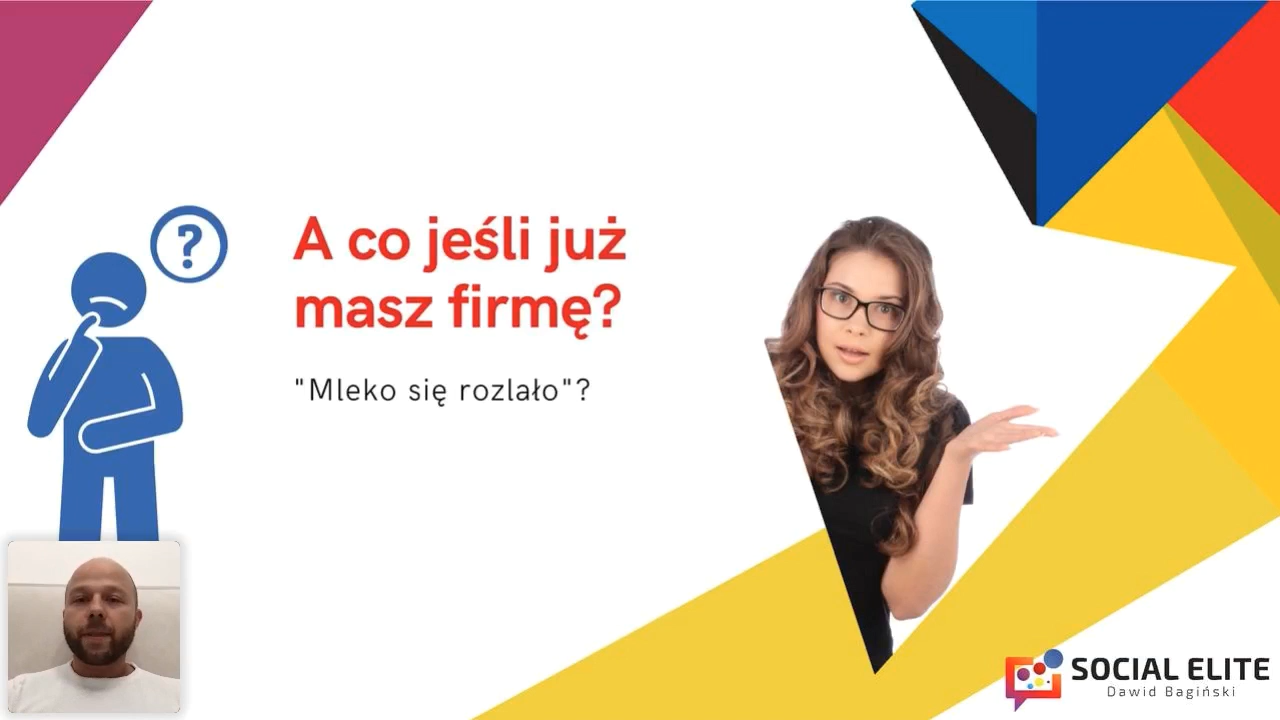 ?
A co jeśli już
masz firmę?
"Mleko się rozlało"?
SOCIAL ELITE
Dawid Bagiński